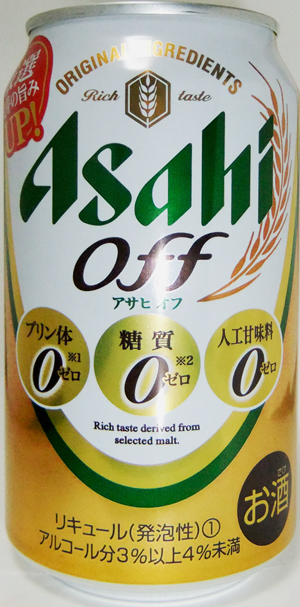 ORIGINAL INGREDIENTS
Rich taste
旨み
UP!
Asahi
Off
アサヒオフ
プリン体
0※1
ゼロ
糖質
0※2
ゼロ
人工甘味料
0
ゼロ
Rich taste derived from
selected malt.
お酒
リキュール(発泡性)①
アルコール分3%以上4%未満